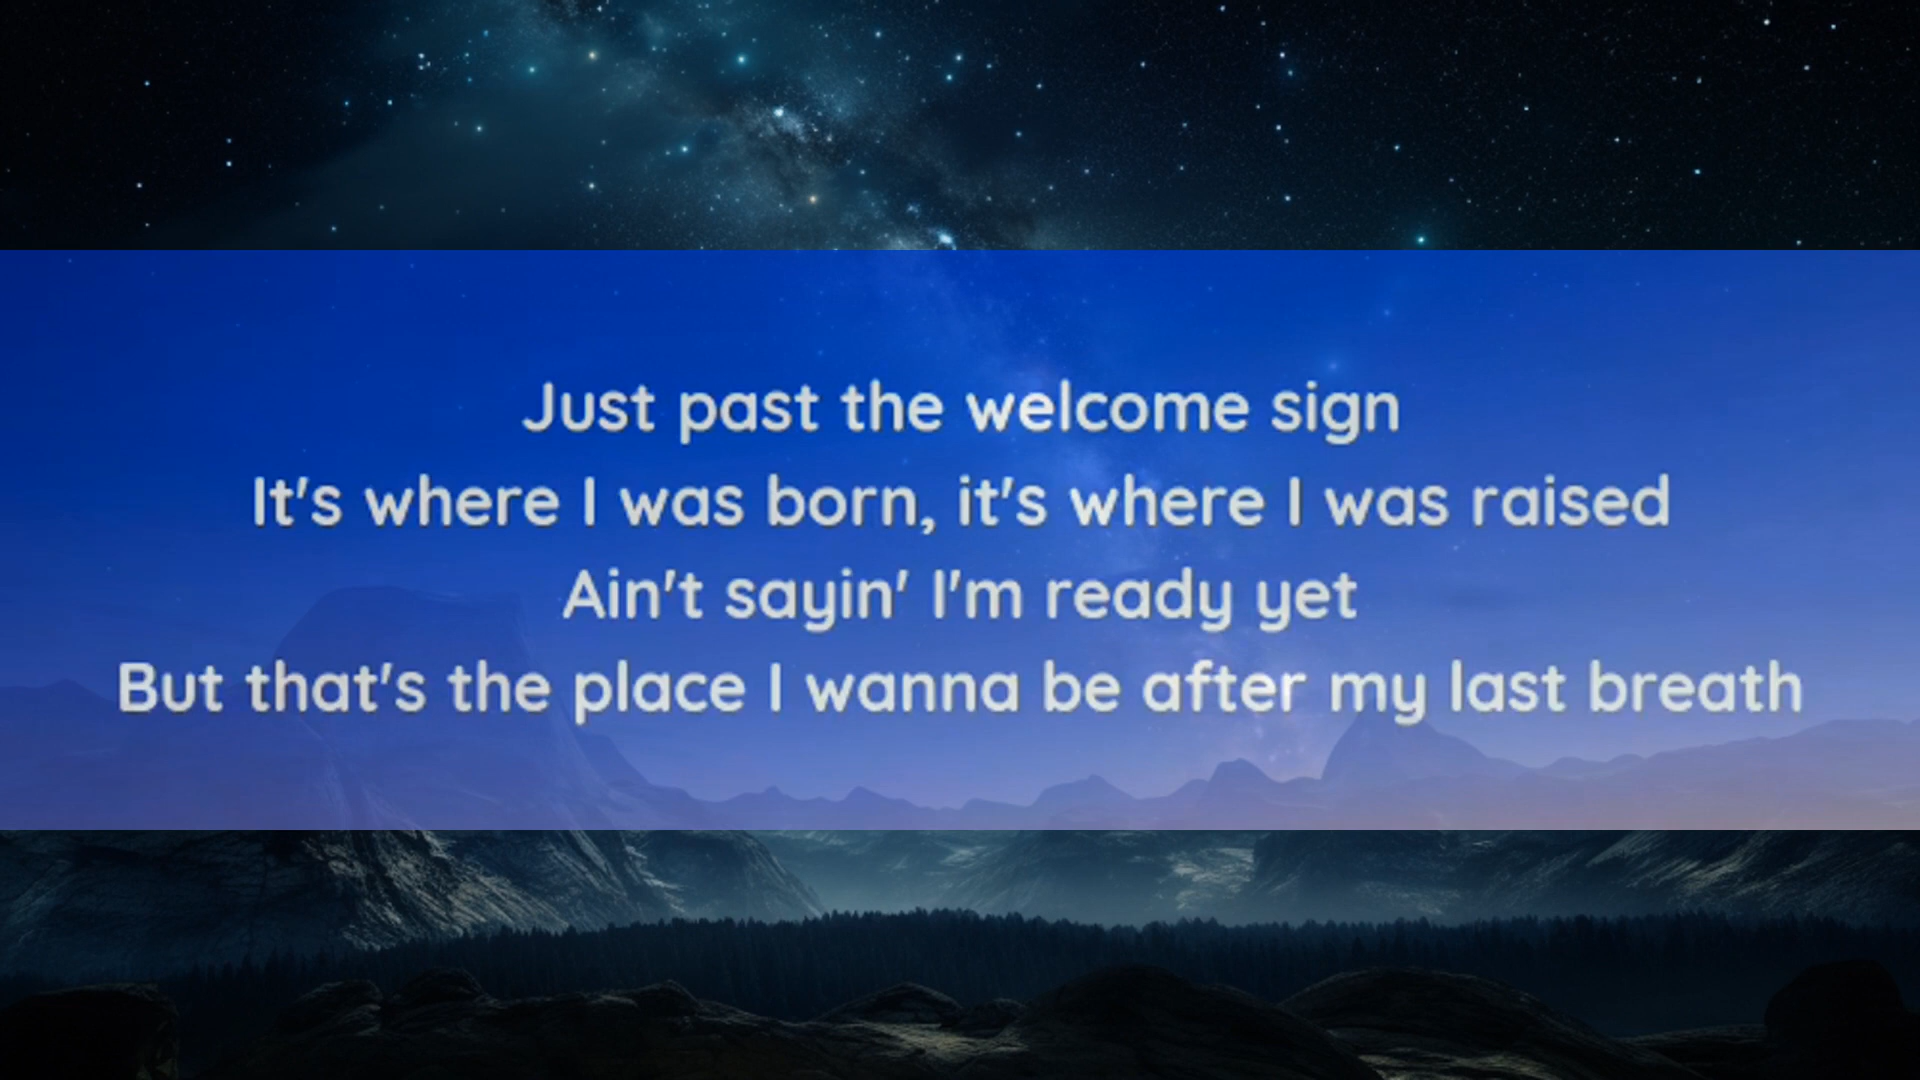 Just past the welcome sign
It's where I was born, it's where I was raised
Ain't sayin' I'm ready yet
But that's the place I wanna be after my last breath